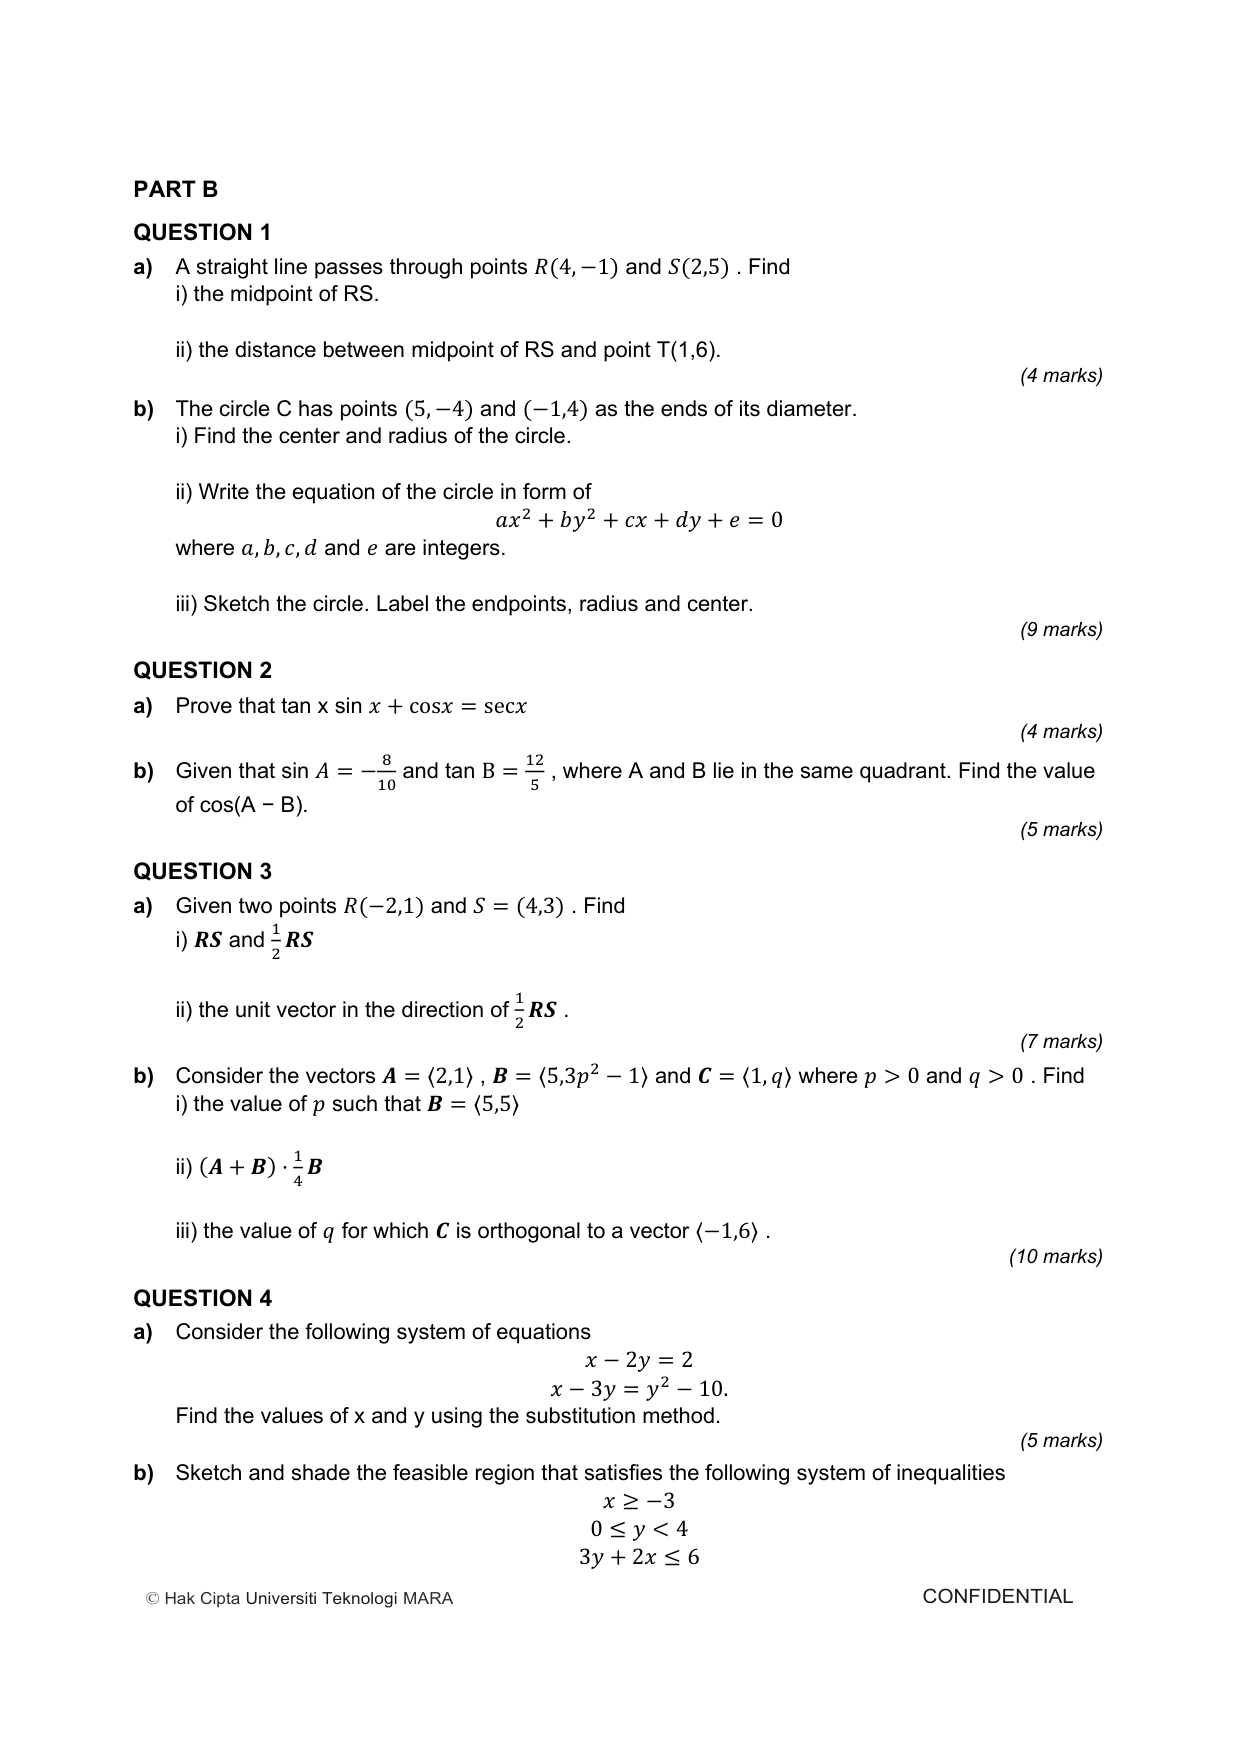 PART B
QUESTION 1
a) A straight line passes through points R(4, −1) and S(2,5) . Find
i) the midpoint of RS.
ii) the distance between midpoint of RS and point T(1,6).
(4 marks)
b) The circle C has points (5, −4) and (−1,4) as the ends of its diameter.
i) Find the center and radius of the circle.
ii) Write the equation of the circle in form of
ax² + by² + cx + dy + e = 0
where a, b, c, d and e are integers.
iii) Sketch the circle. Label the endpoints, radius and center.
(9 marks)
QUESTION 2
a) Prove that tan x sin x + cosx = secx
(4 marks)
b) Given that sin A = −8/10 and tan B = 12/5 , where A and B lie in the same quadrant. Find the value
of cos(A − B).
(5 marks)
QUESTION 3
a) Given two points R(−2,1) and S = (4,3) . Find
i) RS and 1/2 RS
ii) the unit vector in the direction of 1/2 RS .
(7 marks)
b) Consider the vectors A = ⟨2,1⟩ , B = ⟨5,3p² − 1⟩ and C = ⟨1, q⟩ where p > 0 and q > 0 . Find
i) the value of p such that B = ⟨5,5⟩
ii) (A + B) · 1/4 B
iii) the value of q for which C is orthogonal to a vector ⟨−1,6⟩ .
(10 marks)
QUESTION 4
a) Consider the following system of equations
x − 2y = 2
x − 3y = y² − 10.
Find the values of x and y using the substitution method.
(5 marks)
b) Sketch and shade the feasible region that satisfies the following system of inequalities
x ≥ −3
0 ≤ y < 4
3y + 2x ≤ 6
© Hak Cipta Universiti Teknologi MARA CONFIDENTIAL